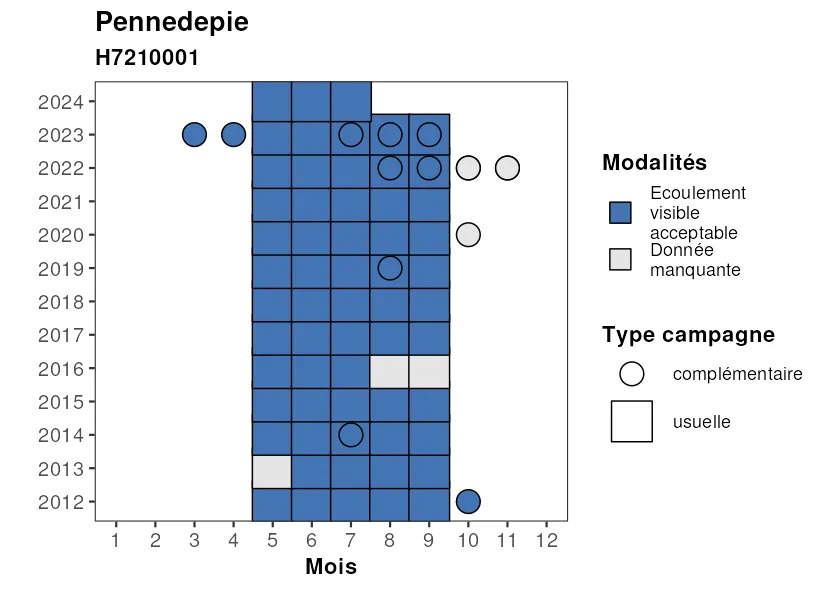 Pennedepie
H7210001
2024
2023
2022
2021
2020
2019
2018
2017
2016
2015
2014
2013
2012
1 2 3 4 5 6 7 8 9 10 11 12
Mois
Modalités
Ecoulement
visible
acceptable
Donnée
manquante
Type campagne
complémentaire
usuelle